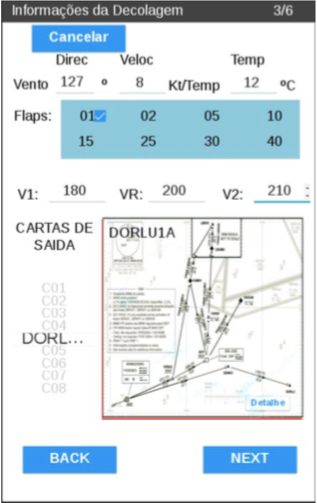 Informações da Decolagem 3/6
Cancelar
Direc Veloc Temp
Vento 127 º 8 Kt/Temp 12 ºC
Flaps: 01 02 05 10
15 25 30 40
V1: 180 VR: 200 V2: 210
CARTAS DE
SAIDA
DORLU1A
C01
C02
C03
C04
DORL...
C05
C06
C07
C08
Detalhe
BACK NEXT